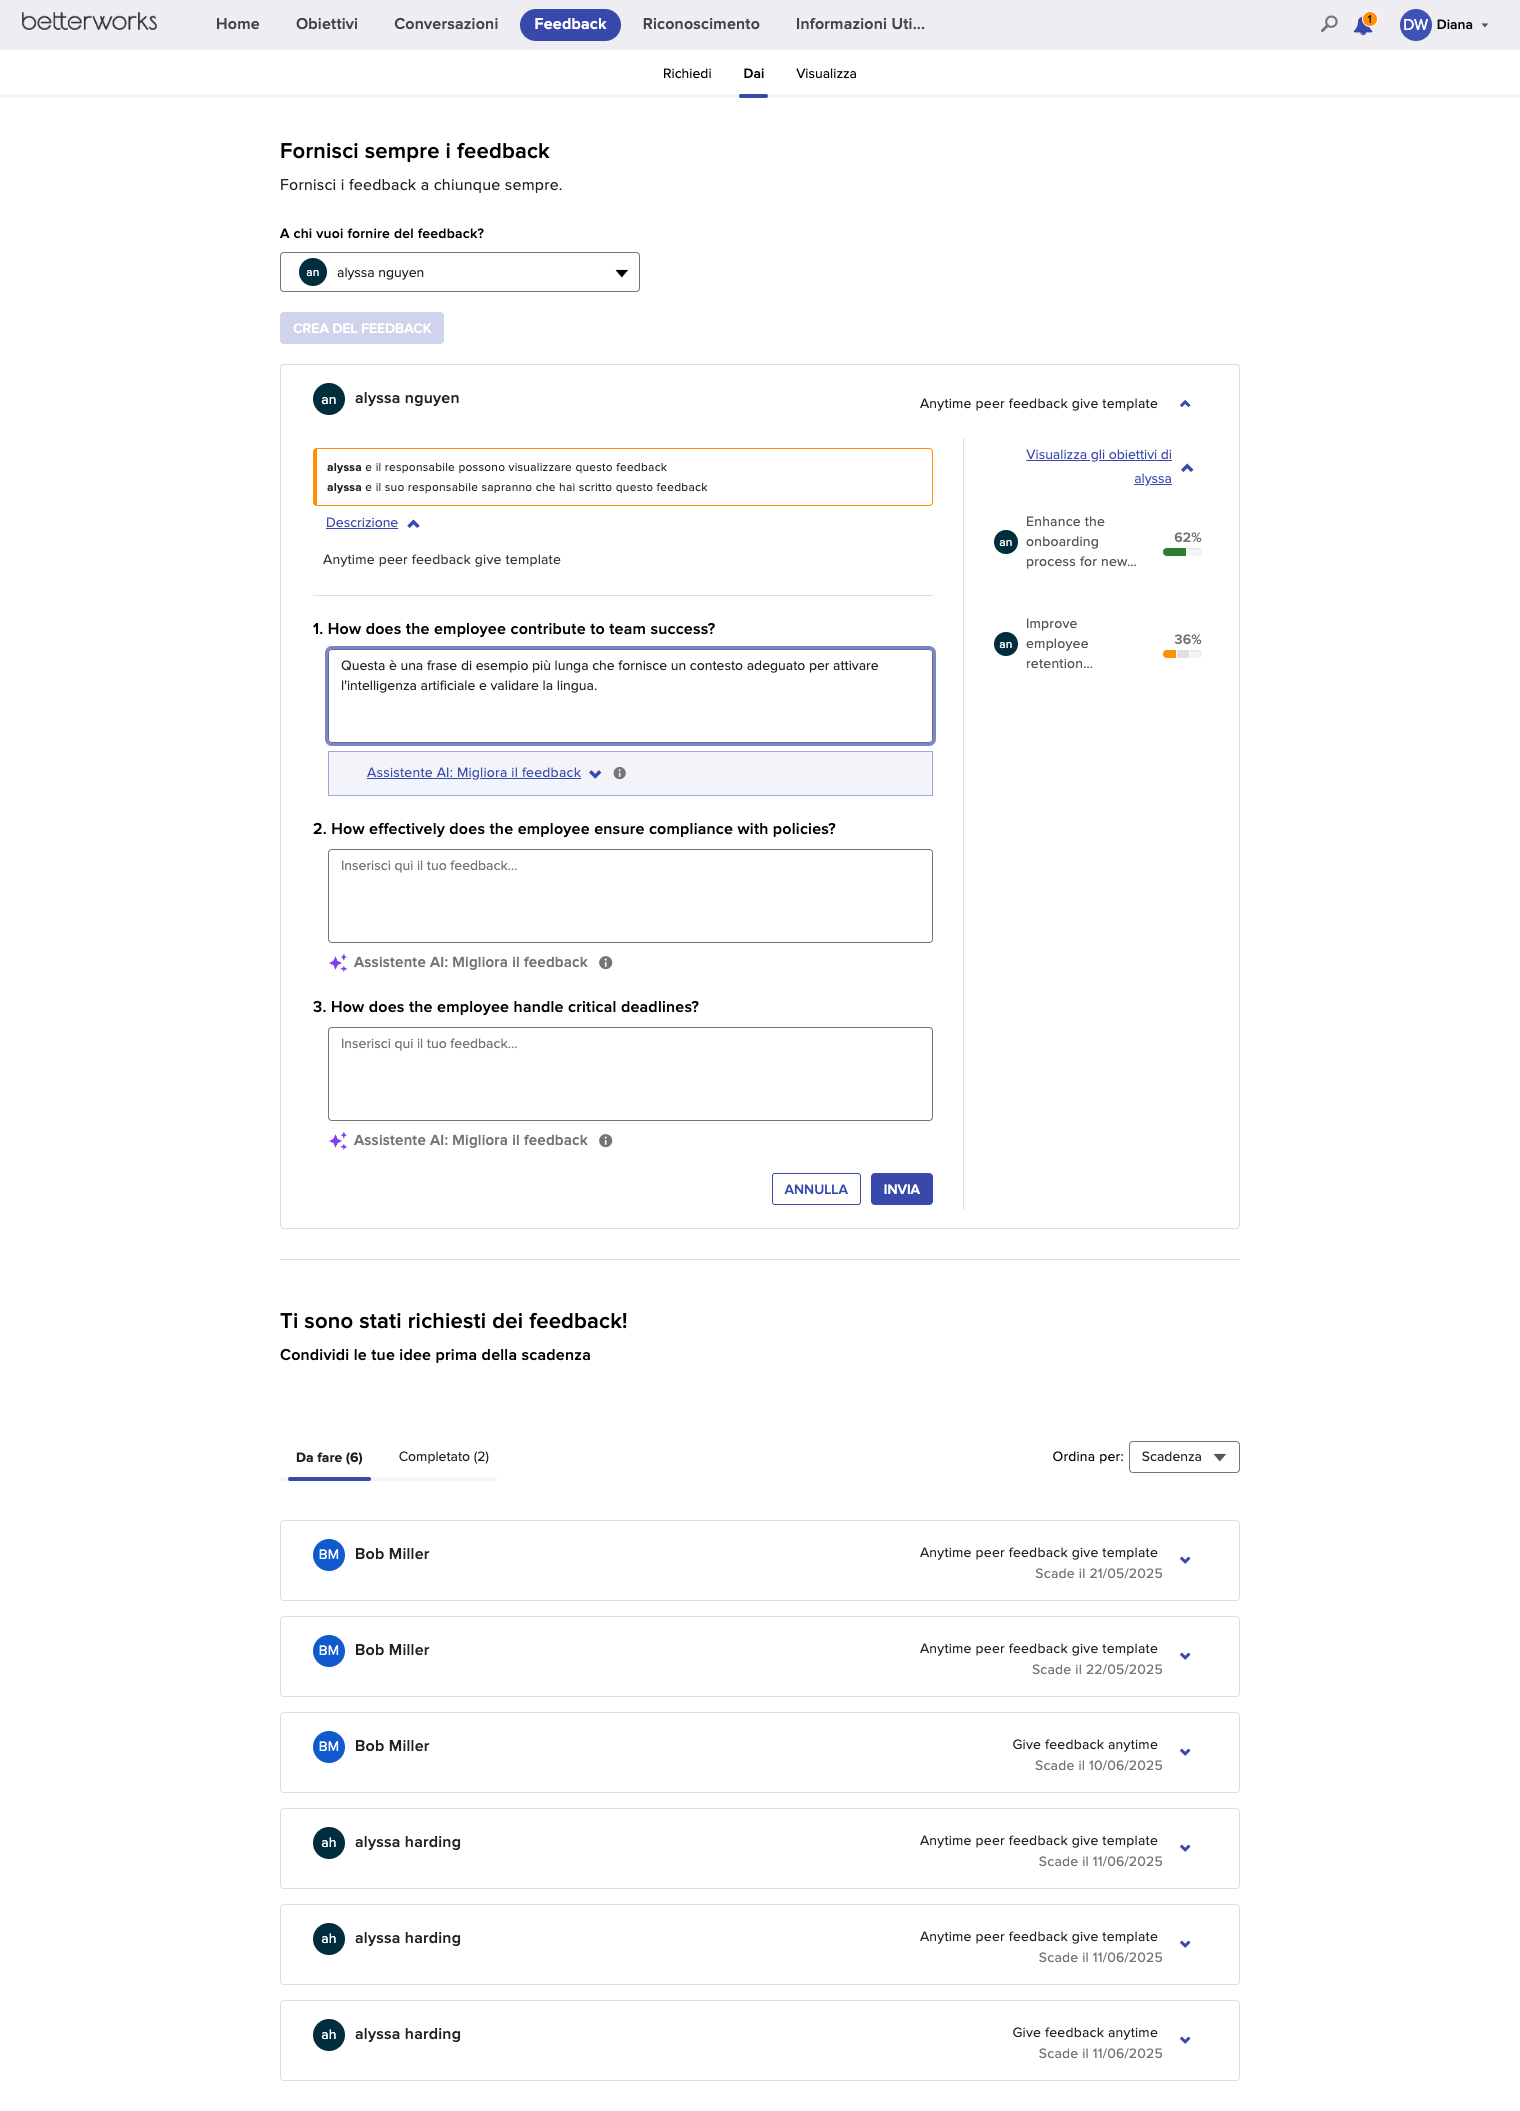 betterworks
Home
Obiettivi
Conversazioni
Feedback
Riconoscimento
Informazioni Uti...
1
DW
Diana
Richiedi
Dai
Visualizza
Fornisci sempre i feedback
Fornisci i feedback a chiunque sempre.
A chi vuoi fornire del feedback?
an
alyssa nguyen
CREA DEL FEEDBACK
an
alyssa nguyen
Anytime peer feedback give template
alyssa e il responsabile possono visualizzare questo feedback
alyssa e il suo responsabile sapranno che hai scritto questo feedback
Descrizione
Anytime peer feedback give template
1. How does the employee contribute to team success?
Questa è una frase di esempio più lunga che fornisce un contesto adeguato per attivare
l'intelligenza artificiale e validare la lingua.
Assistente AI: Migliora il feedback
2. How effectively does the employee ensure compliance with policies?
Inserisci qui il tuo feedback...
Assistente AI: Migliora il feedback
3. How does the employee handle critical deadlines?
Inserisci qui il tuo feedback...
Assistente AI: Migliora il feedback
ANNULLA
INVIA
Visualizza gli obiettivi di
alyssa
an
Enhance the
onboarding
process for new...
62%
an
Improve
employee
retention...
36%
Ti sono stati richiesti dei feedback!
Condividi le tue idee prima della scadenza
Da fare (6)
Completato (2)
Ordina per:
Scadenza
BM
Bob Miller
Anytime peer feedback give template
Scade il 21/05/2025
BM
Bob Miller
Anytime peer feedback give template
Scade il 22/05/2025
BM
Bob Miller
Give feedback anytime
Scade il 10/06/2025
ah
alyssa harding
Anytime peer feedback give template
Scade il 11/06/2025
ah
alyssa harding
Anytime peer feedback give template
Scade il 11/06/2025
ah
alyssa harding
Give feedback anytime
Scade il 11/06/2025